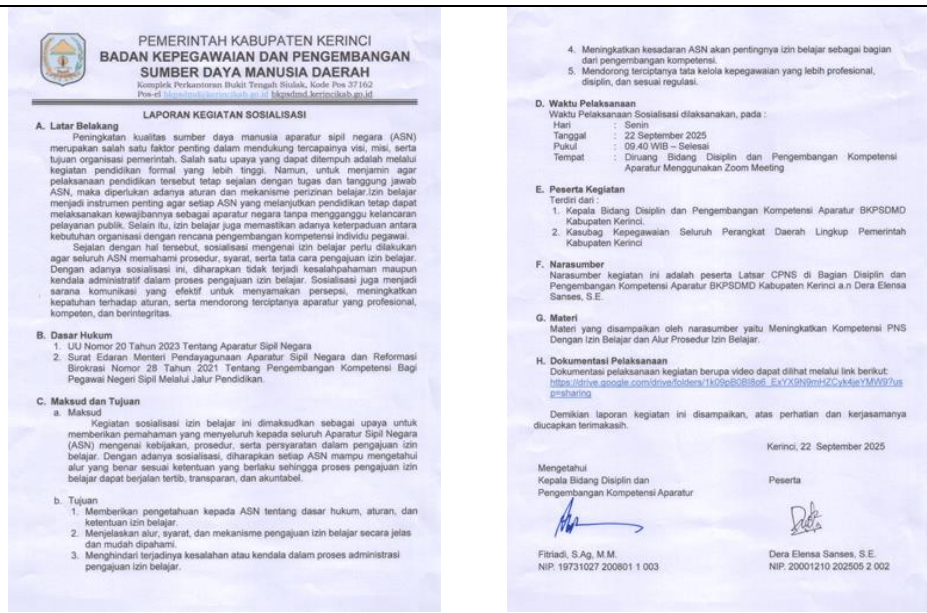 PEMERINTAH KABUPATEN KERINCI
BADAN KEPEGAWAIAN DAN PENGEMBANGAN
SUMBER DAYA MANUSIA DAERAH
Komplek Perkantoran Bukit Tengah Siulak, Kode Pos 37162
Pos-el bkpsdmd@kerincikab.go.id bkpsdmd.kerincikab.go.id
LAPORAN KEGIATAN SOSIALISASI
A. Latar Belakang
Peningkatan kualitas sumber daya manusia aparatur sipil negara (ASN)
merupakan salah satu faktor penting dalam mendukung tercapainya visi, misi, serta
tujuan organisasi pemerintah. Salah satu upaya yang dapat ditempuh adalah melalui
kegiatan pendidikan formal yang lebih tinggi. Namun, untuk menjamin agar
pelaksanaan pendidikan tersebut tetap sejalan dengan tugas dan tanggung jawab
ASN, maka diperlukan adanya aturan dan mekanisme perizinan belajar.Izin belajar
menjadi instrumen penting agar setiap ASN yang melanjutkan pendidikan tetap dapat
melaksanakan kewajibannya sebagai aparatur negara tanpa mengganggu kelancaran
pelayanan publik. Selain itu, izin belajar juga memastikan adanya keterpaduan antara
kebutuhan organisasi dengan rencana pengembangan kompetensi individu pegawai.
Sejalan dengan hal tersebut, sosialisasi mengenai izin belajar perlu dilakukan
agar seluruh ASN memahami prosedur, syarat, serta tata cara pengajuan izin belajar.
Dengan adanya sosialisasi ini, diharapkan tidak terjadi kesalahpahaman maupun
kendala administratif dalam proses pengajuan izin belajar. Sosialisasi juga menjadi
sarana komunikasi yang efektif untuk menyamakan persepsi, meningkatkan
kepatuhan terhadap aturan, serta mendorong terciptanya aparatur yang profesional,
kompeten, dan berintegritas.
B. Dasar Hukum
1. UU Nomor 20 Tahun 2023 Tentang Aparatur Sipil Negara
2. Surat Edaran Menteri Pendayagunaan Aparatur Sipil Negara dan Reformasi
Birokrasi Nomor 28 Tahun 2021 Tentang Pengembangan Kompetensi Bagi
Pegawai Negeri Sipil Melalui Jalur Pendidikan.
C. Maksud dan Tujuan
a. Maksud
Kegiatan sosialisasi izin belajar ini dimaksudkan sebagai upaya untuk
memberikan pemahaman yang menyeluruh kepada seluruh Aparatur Sipil Negara
(ASN) mengenai kebijakan, prosedur, serta persyaratan dalam pengajuan izin
belajar. Dengan adanya sosialisasi, diharapkan setiap ASN mampu mengetahui
alur yang benar sesuai ketentuan yang berlaku sehingga proses pengajuan izin
belajar dapat berjalan tertib, transparan, dan akuntabel.
b. Tujuan
1. Memberikan pengetahuan kepada ASN tentang dasar hukum, aturan, dan
ketentuan izin belajar.
2. Menjelaskan alur, syarat, dan mekanisme pengajuan izin belajar secara jelas
dan mudah dipahami.
3. Menghindari terjadinya kesalahan atau kendala dalam proses administrasi
pengajuan izin belajar.
4. Meningkatkan kesadaran ASN akan pentingnya izin belajar sebagai bagian
dari pengembangan kompetensi.
5. Mendorong terciptanya tata kelola kepegawaian yang lebih profesional,
disiplin, dan sesuai regulasi.
D. Waktu Pelaksanaan
Waktu Pelaksanaan Sosialisasi dilaksanakan, pada :
Hari : Senin
Tanggal : 22 September 2025
Pukul : 09.40 WIB – Selesai
Tempat : Diruang Bidang Disiplin dan Pengembangan Kompetensi
Aparatur Menggunakan Zoom Meeting
E. Peserta Kegiatan
Terdiri dari :
1. Kepala Bidang Disiplin dan Pengembangan Kompetensi Aparatur BKPSDMD
Kabupaten Kerinci.
2. Kasubag Kepegawaian Seluruh Perangkat Daerah Lingkup Pemerintah
Kabupaten Kerinci
F. Narasumber
Narasumber kegiatan ini adalah peserta Latsar CPNS di Bagian Disiplin dan
Pengembangan Kompetensi Aparatur BKPSDMD Kabupaten Kerinci a.n Dera Elensa
Sanses, S.E.
G. Materi
Materi yang disampaikan oleh narasumber yaitu Meningkatkan Kompetensi PNS
Dengan Izin Belajar dan Alur Prosedur Izin Belajar.
H. Dokumentasi Pelaksanaan
Dokumentasi pelaksanaan kegiatan berupa video dapat dilihat melalui link berikut:
https://drive.google.com/drive/folders/1k09pB0BI8o6_ExYX9N9mHZCyk4jeYMW9?us
p=sharing
Demikian laporan kegiatan ini disampaikan, atas perhatian dan kerjasamanya
diucapkan terimakasih.
Kerinci, 22 September 2025
Mengetahui
Kepala Bidang Disiplin dan
Pengembangan Kompetensi Aparatur
Peserta
Fitriadi, S.Ag, M.M.
NIP. 19731027 200801 1 003
Dera Elensa Sanses, S.E.
NIP. 20001210 202505 2 002